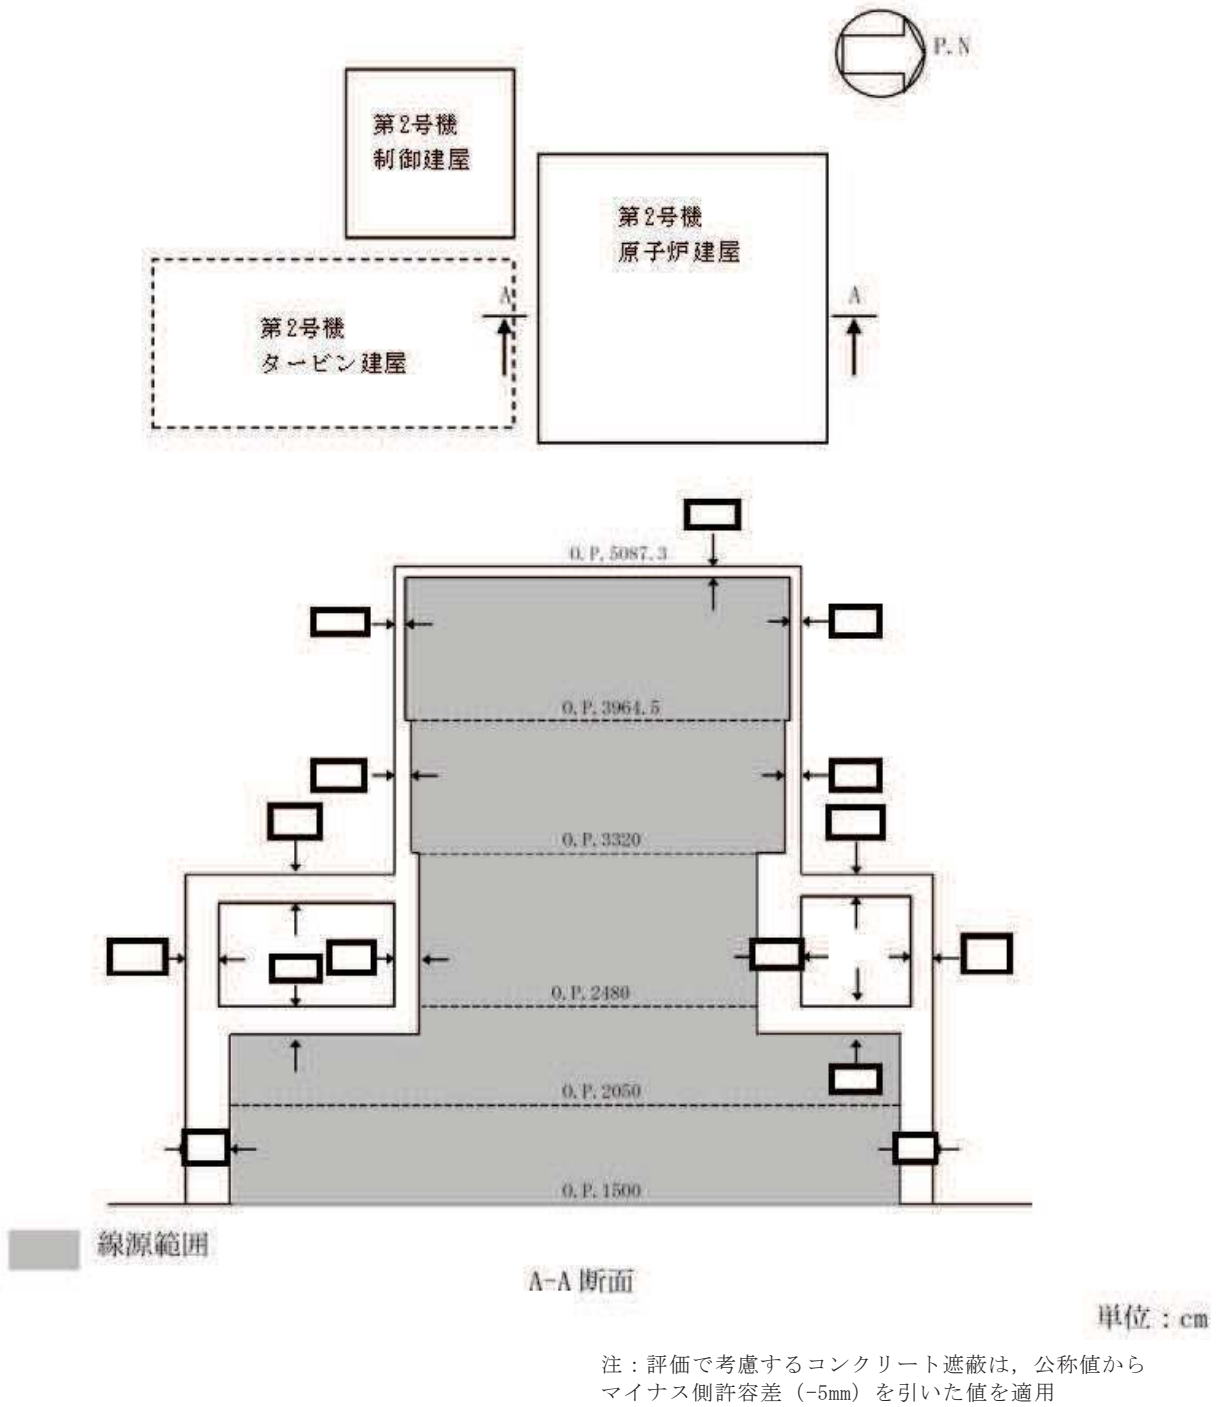 P.N
第2号機
制御建屋
第2号機
原子炉建屋
第2号機
タービン建屋
A
A
O.P.5087.3
O.P.3964.5
O.P.3320
O.P.2480
O.P.2050
O.P.1500
線源範囲
A-A 断面
単位：cm
注：評価で考慮するコンクリート遮蔽は，公称値から
マイナス側許容差（-5mm）を引いた値を適用